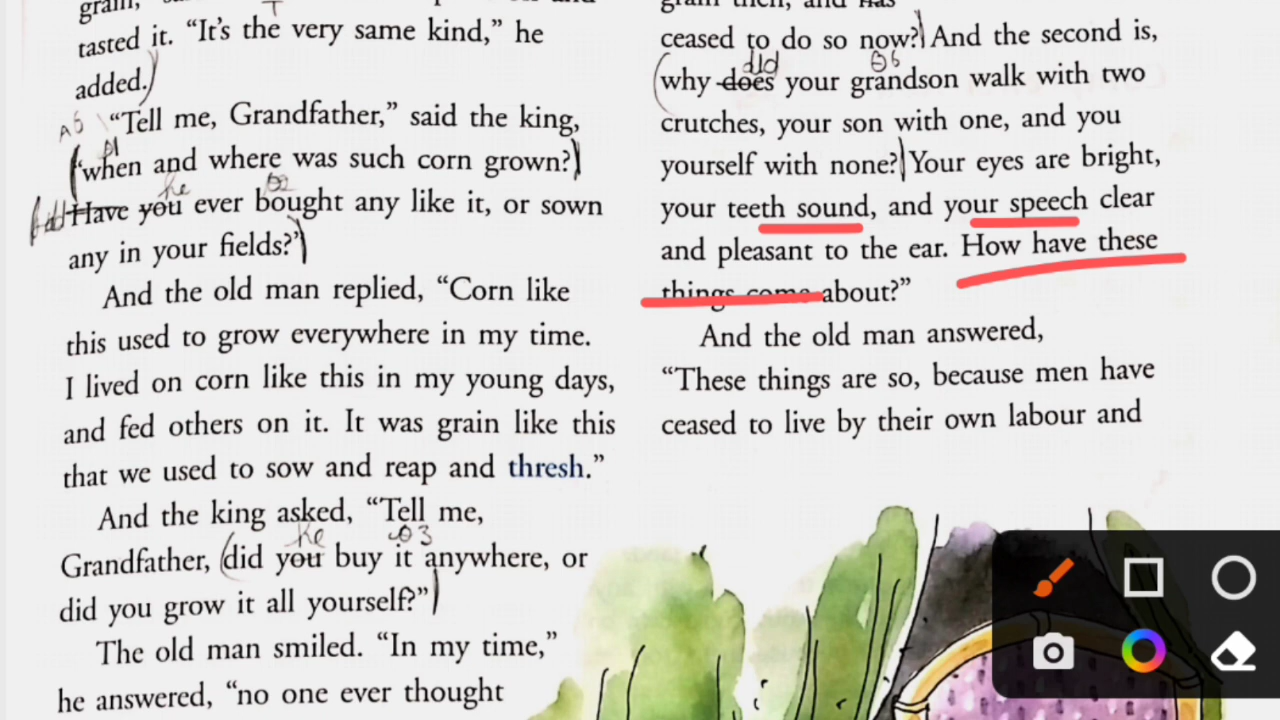 grain,
tasted it. “It’s the very same kind,” he
added.
“Tell me, Grandfather,” said the king,
“when and where was such corn grown?
Have you ever bought any like it, or sown
any in your fields?”
And the old man replied, “Corn like
this used to grow everywhere in my time.
I lived on corn like this in my young days,
and fed others on it. It was grain like this
that we used to sow and reap and thresh.”
And the king asked, “Tell me,
Grandfather, did you buy it anywhere, or
did you grow it all yourself?”
The old man smiled. “In my time,”
he answered, “no one ever thought
grain then, and has
ceased to do so now? And the second is,
did
why does your grandson walk with two
crutches, your son with one, and you
yourself with none? Your eyes are bright,
your teeth sound, and your speech clear
and pleasant to the ear. How have these
things come about?”
And the old man answered,
“These things are so, because men have
ceased to live by their own labour and